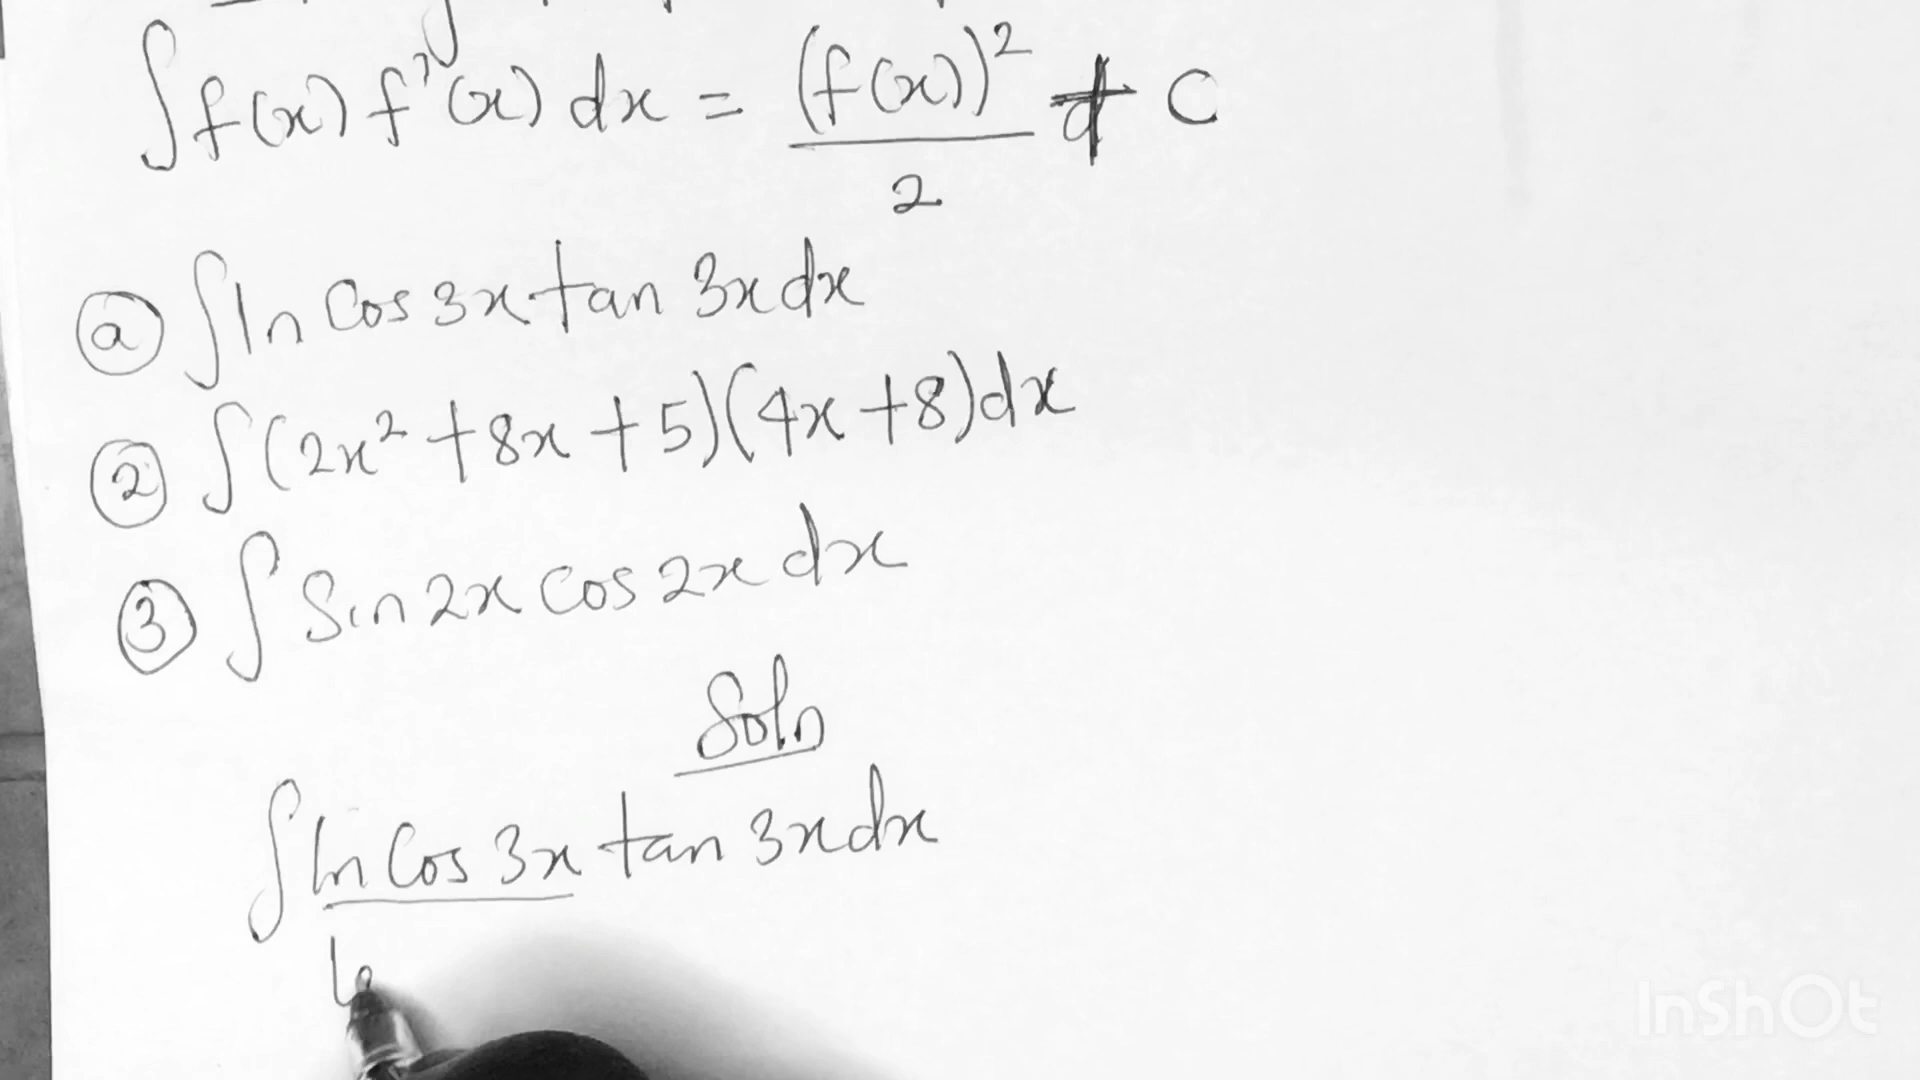 ∫f(x) f'(x) dx = (f(x))² / 2 + C
ⓐ ∫ln Cos 3x tan 3x dx
② ∫(2x² + 8x + 5)(4x + 8)dx
③ ∫ Sin 2x Cos 2x dx
Soln
∫ln Cos 3x tan 3x dx
InShOt